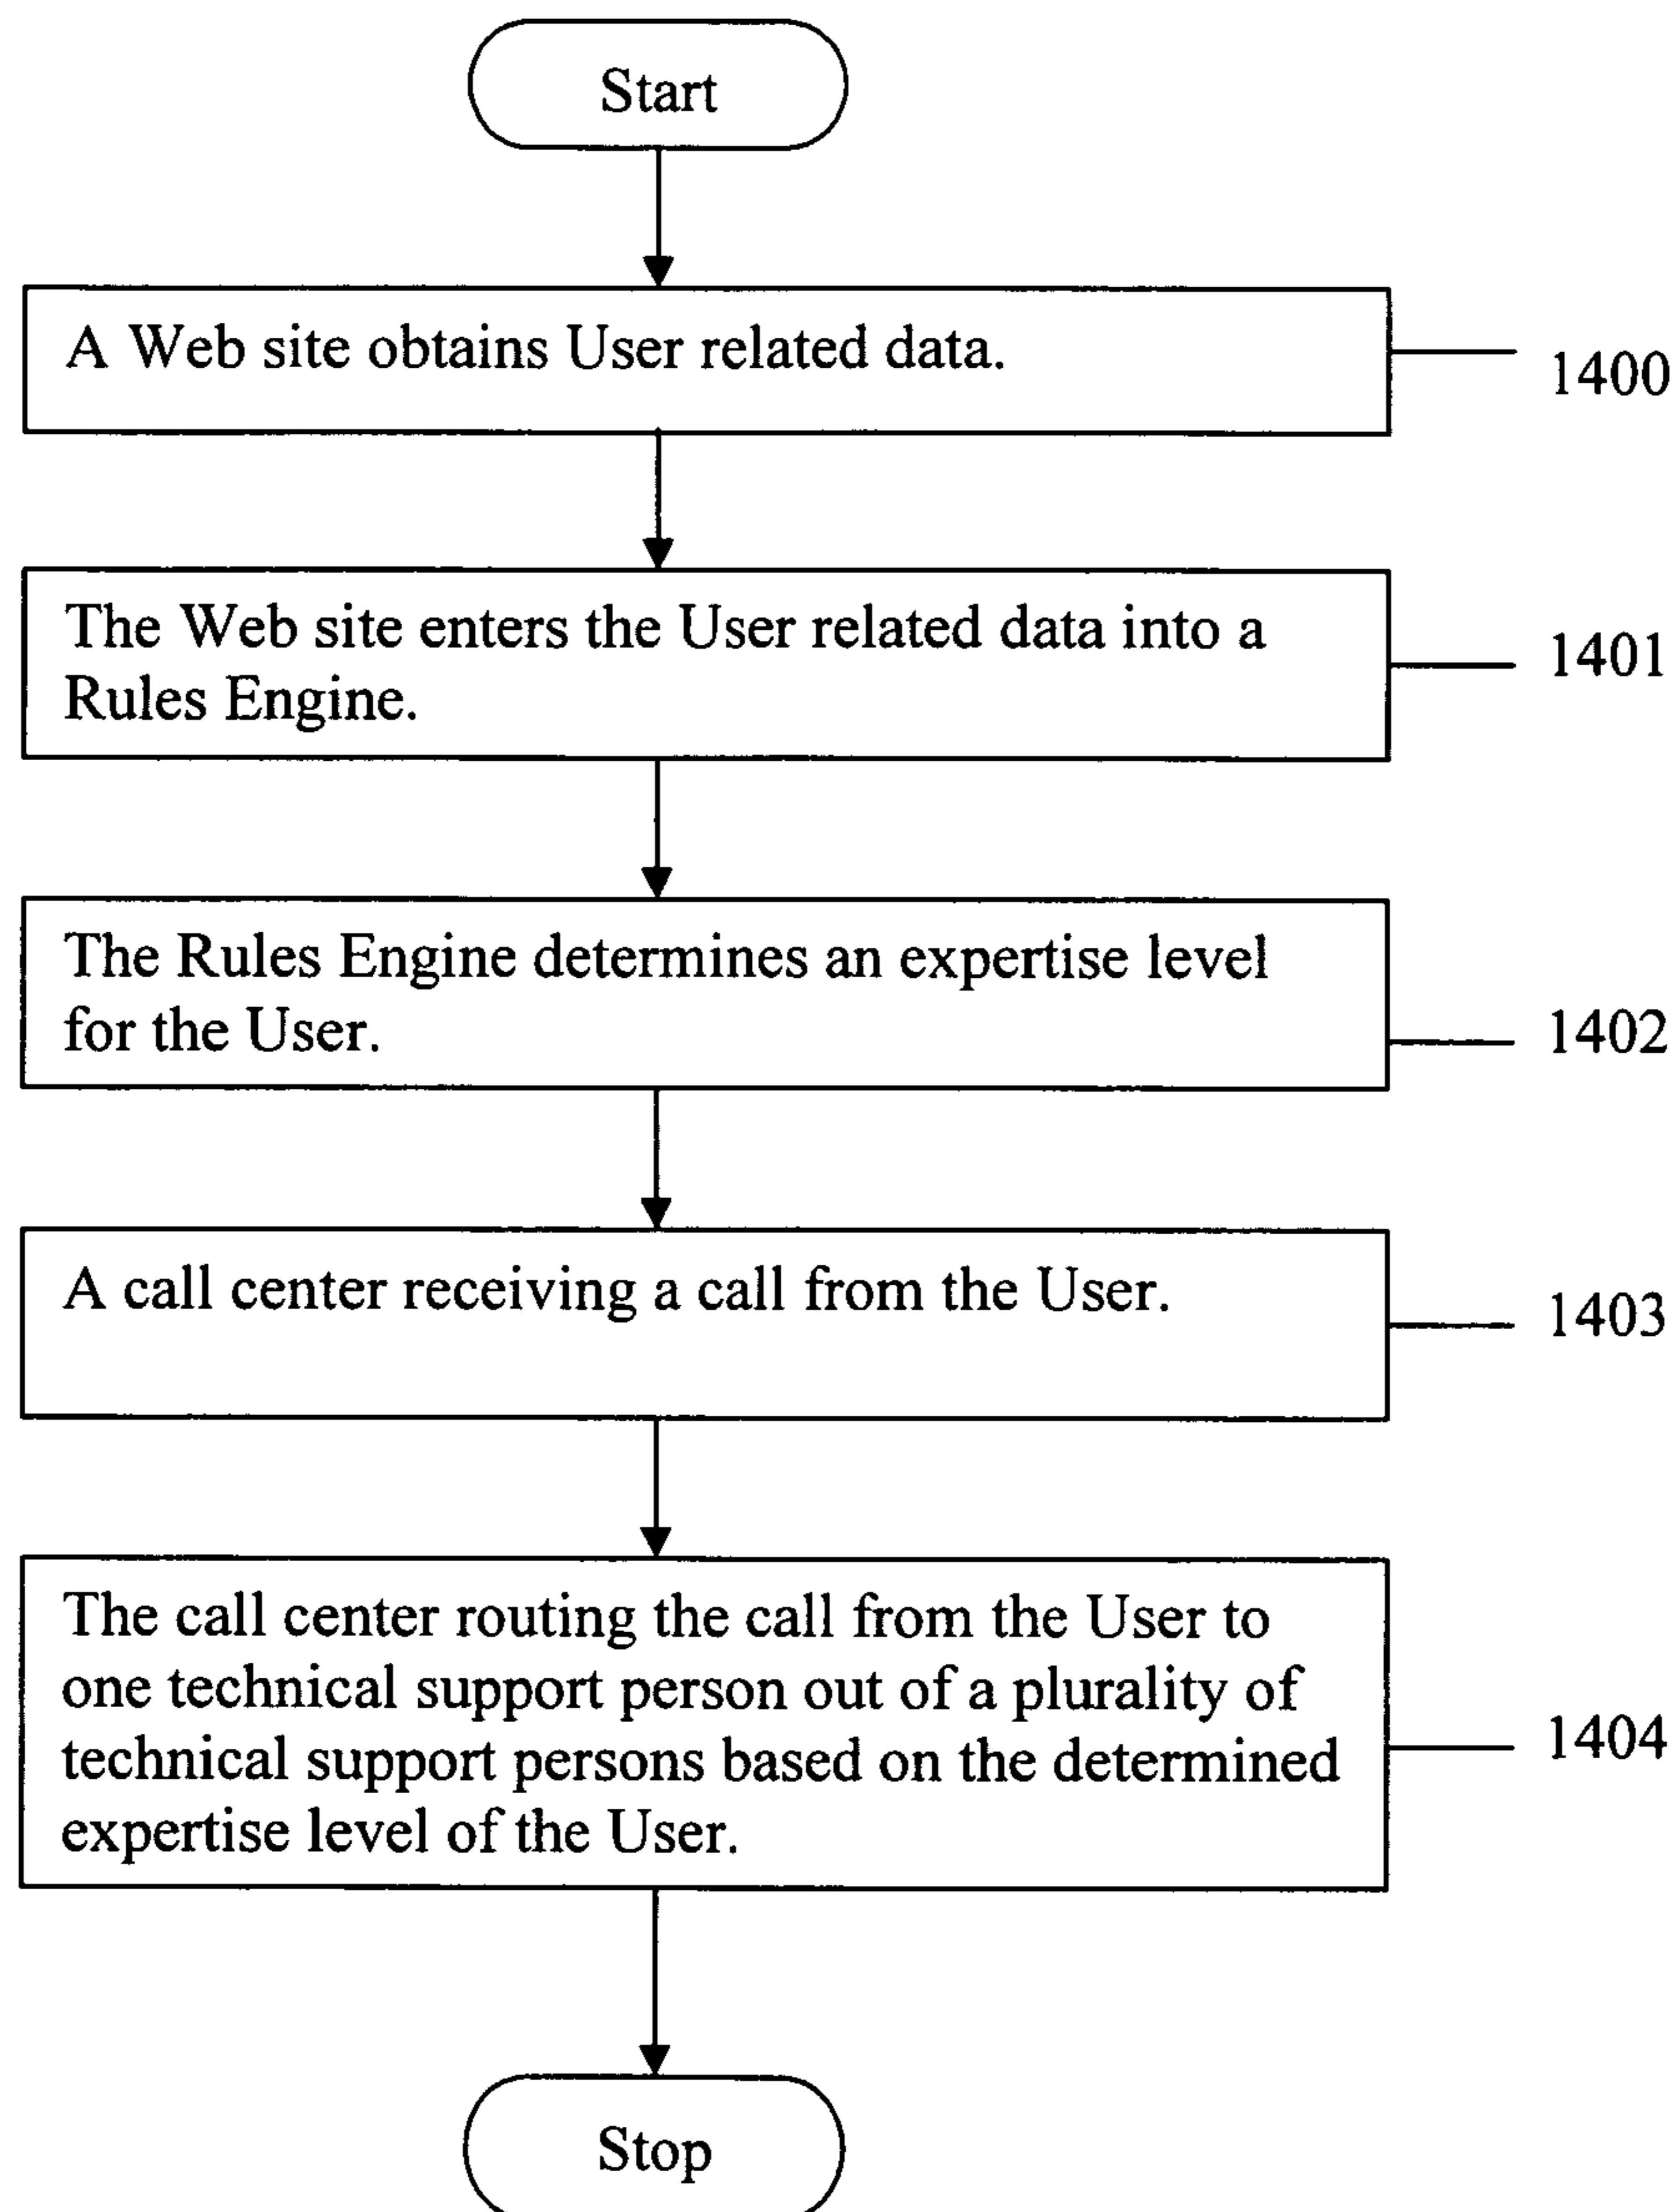 Start
A Web site obtains User related data.
1400
The Web site enters the User related data into a
Rules Engine.
1401
The Rules Engine determines an expertise level
for the User.
1402
A call center receiving a call from the User.
1403
The call center routing the call from the User to
one technical support person out of a plurality of
technical support persons based on the determined
expertise level of the User.
1404
Stop